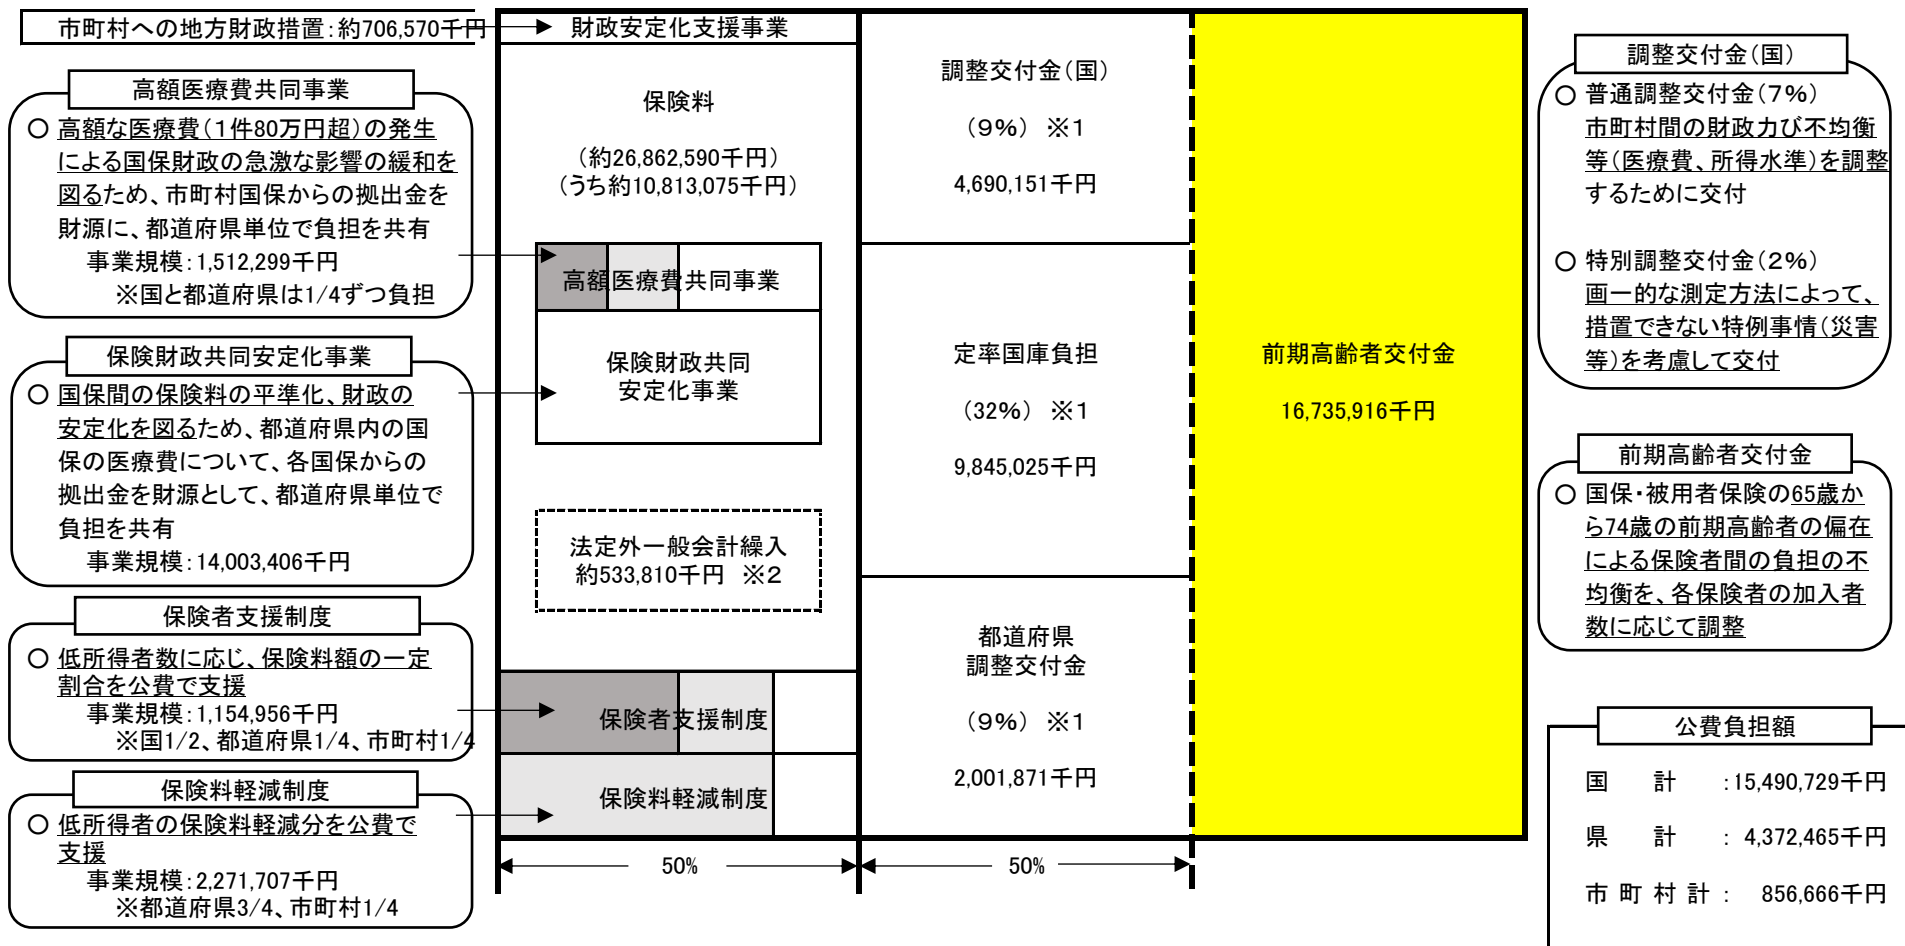 市町村への地方財政措置：約706,570千円
高額医療費共同事業
○ 高額な医療費（１件80万円超）の発生
による国保財政の急激な影響の緩和を
図るため、市町村国保からの拠出金を
財源に、都道府県単位で負担を共有
事業規模：1,512,299千円
※国と都道府県は1/4ずつ負担
保険財政共同安定化事業
○ 国保間の保険料の平準化、財政の
安定化を図るため、都道府県内の国
保の医療費について、各国保からの
拠出金を財源として、都道府県単位で
負担を共有
事業規模：14,003,406千円
保険者支援制度
○ 低所得者数に応じ、保険料額の一定
割合を公費で支援
事業規模：1,154,956千円
※国1/2、都道府県1/4、市町村1/4
保険料軽減制度
○ 低所得者の保険料軽減分を公費で
支援
事業規模：2,271,707千円
※都道府県3/4、市町村1/4
財政安定化支援事業
保険料
（約26,862,590千円）
（うち約10,813,075千円）
高額医療費共同事業
保険財政共同
安定化事業
法定外一般会計繰入
約533,810千円　※２
保険者支援制度
保険料軽減制度
50%
調整交付金（国）
（９％）　※１
4,690,151千円
定率国庫負担
（32％）　※１
9,845,025千円
都道府県
調整交付金
（９％）　※１
2,001,871千円
50%
前期高齢者交付金
16,735,916千円
調整交付金（国）
○ 普通調整交付金（７％）
市町村間の財政力び不均衡
等（医療費、所得水準）を調整
するために交付
○ 特別調整交付金（２％）
画一的な測定方法によって、
措置できない特例事情（災害
等）を考慮して交付
前期高齢者交付金
○ 国保・被用者保険の65歳か
ら74歳の前期高齢者の偏在
による保険者間の負担の不
均衡を、各保険者の加入者
数に応じて調整
公費負担額
国　　計　：15,490,729千円
県　　計　： 4,372,465千円
市 町 村 計 ：　856,666千円